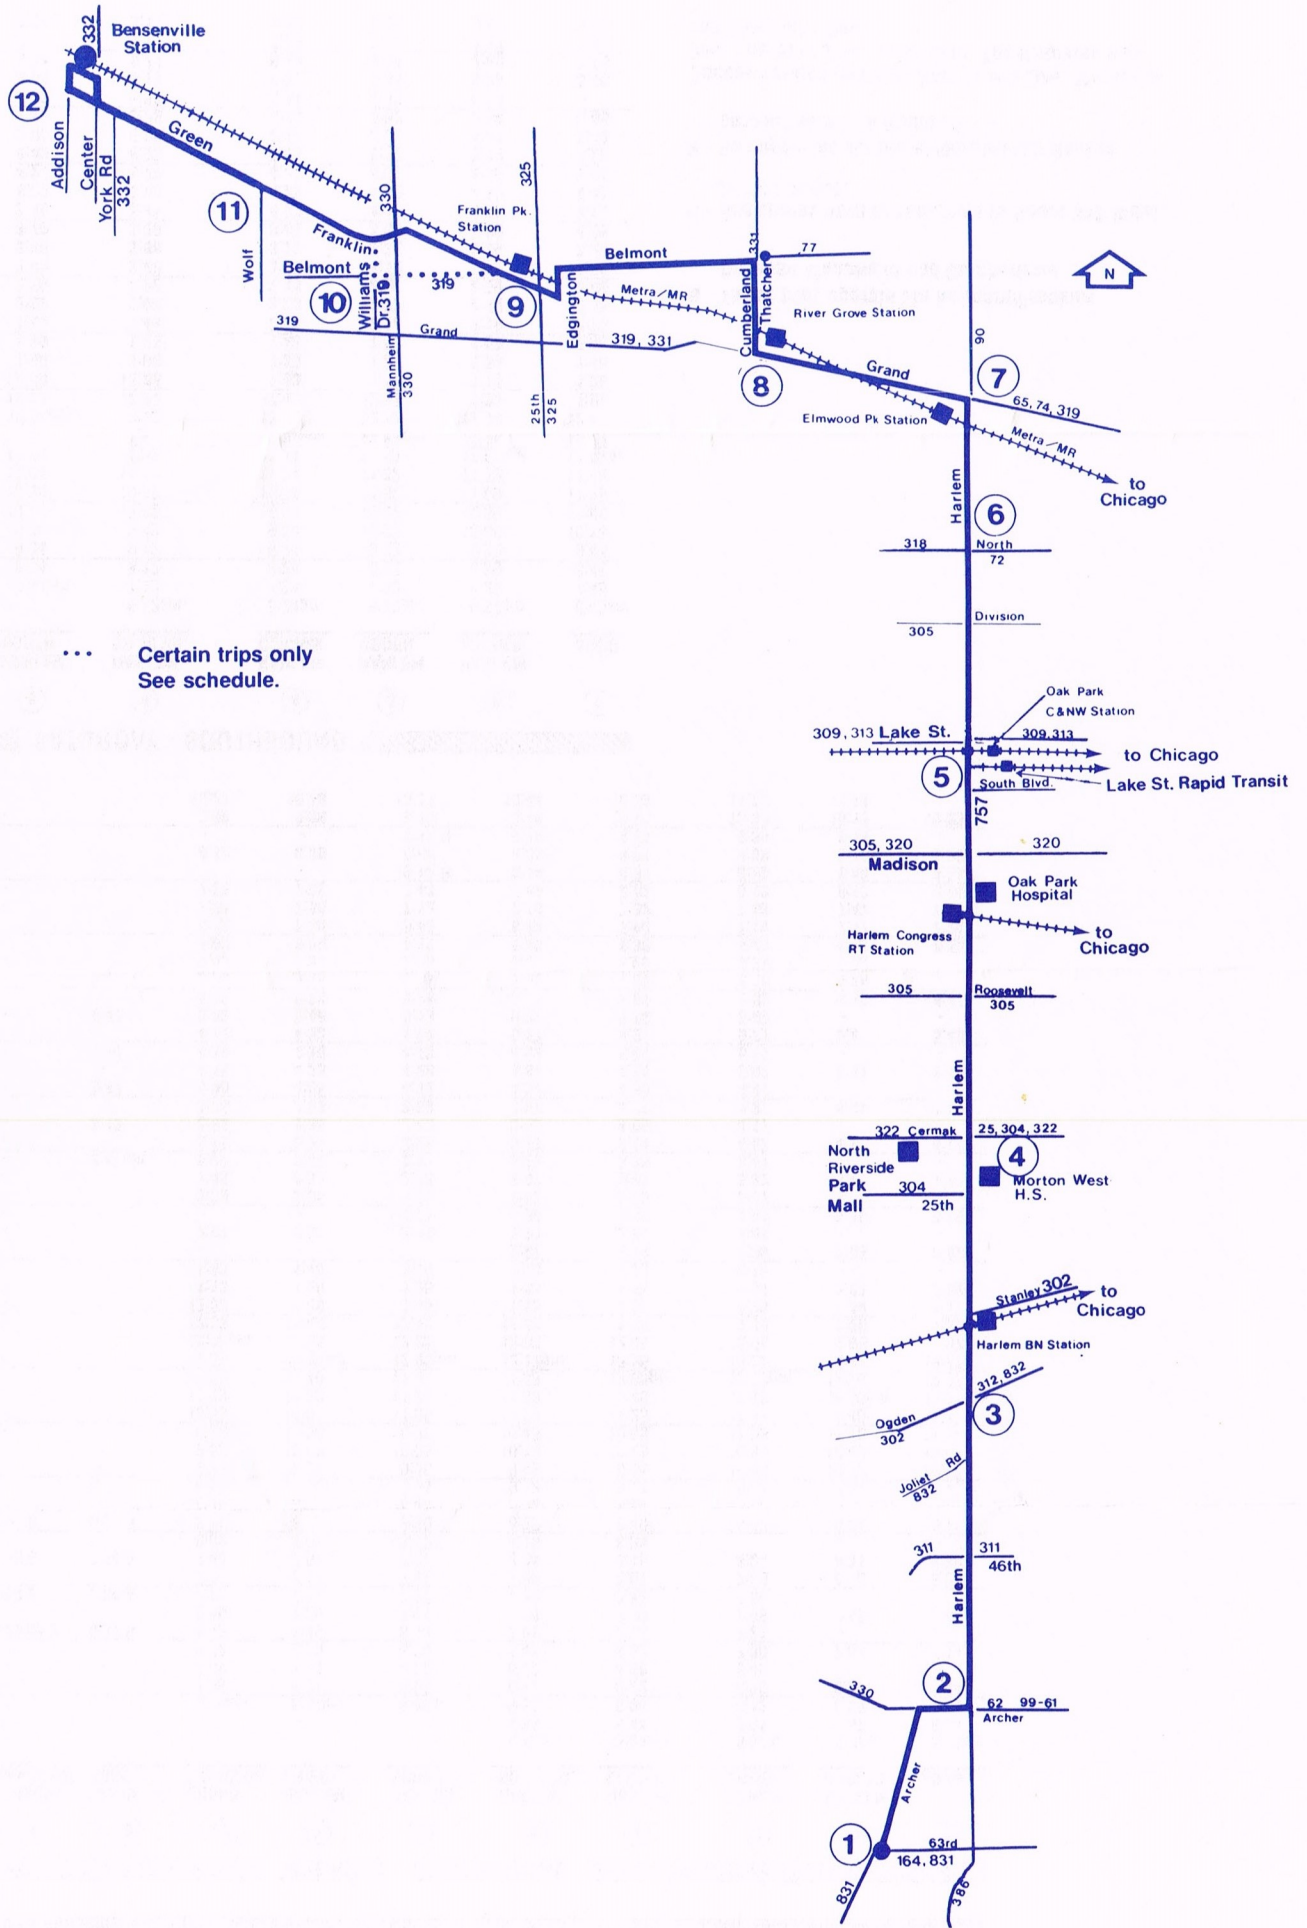 332
Bensenville
Station
12
Addison
Center
York Rd
332
Green
11
Wolf
Franklin
330
325
Franklin Pk.
Station
Belmont
10
Williams
Dr.319
319
9
Edgington
Belmont
Metra/MR
331
77
Thatcher
Cumberland
River Grove Station
N
319
Grand
319, 331
Mannheim
330
25th
325
8
Grand
90
7
65, 74, 319
Elmwood Pk Station
Metra/MR
to
Chicago
Harlem
6
318
North
72
Division
305
... Certain trips only
See schedule.
Oak Park
C&NW Station
309, 313 Lake St.
309,313
to Chicago
5
South Blvd.
Lake St. Rapid Transit
757
305, 320
320
Madison
Oak Park
Hospital
Harlem Congress
RT Station
to
Chicago
305
Roosevelt
305
Harlem
322 Cermak
25, 304, 322
4
North
Riverside
Park
Mall
304
25th
Morton West
H.S.
Stanley 302
to
Chicago
Harlem BN Station
312, 832
3
Ogden
302
Joliet Rd
832
311
311
46th
Harlem
2
330
62 99-61
Archer
Archer
1
63rd
164, 831
831
386